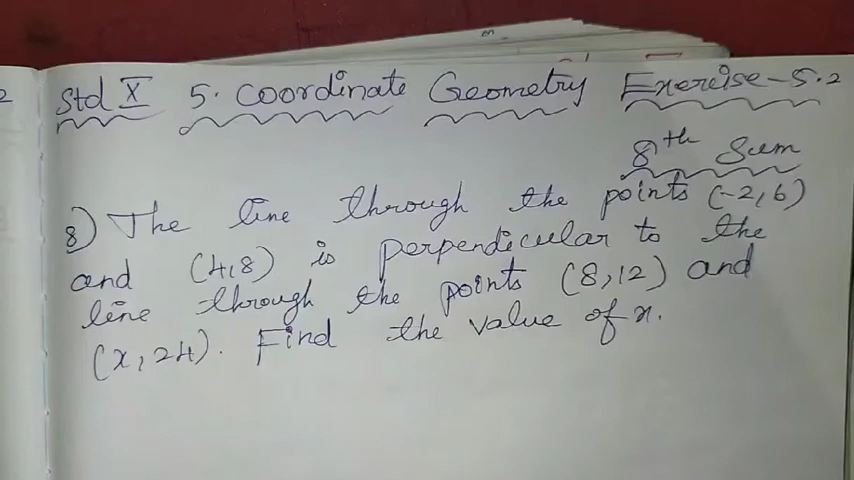 Std X 5. Coordinate Geometry Exercise-5.2
8th Sum
8) The line through the points (-2,6)
and (4,8) is perpendicular to the
line through the points (8,12) and
(x,24). Find the value of x.